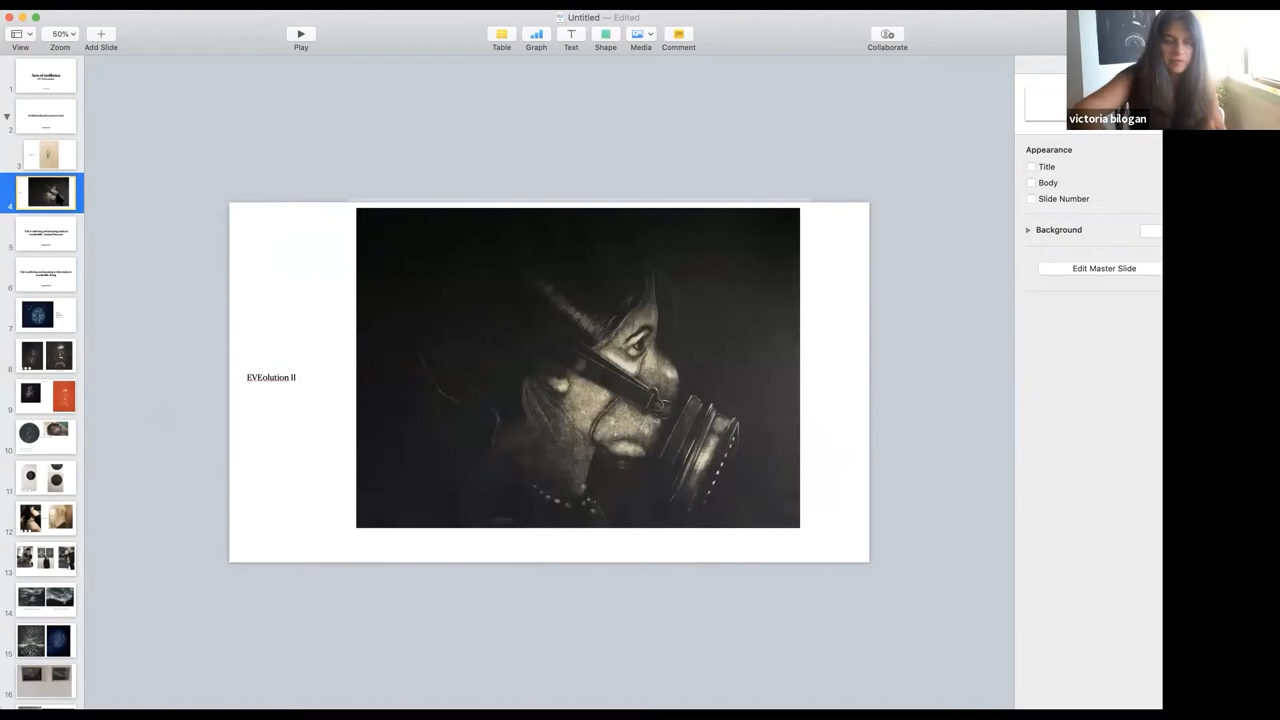 Untitled — Edited
50%
View
Zoom
Add Slide
Play
Table
Graph
Text
Shape
Media
Comment
Collaborate
victoria bilogan
1
2
3
4
5
6
7
8
9
10
11
12
13
14
15
16
EVEolution II
Appearance
Title
Body
Slide Number
Background
Edit Master Slide